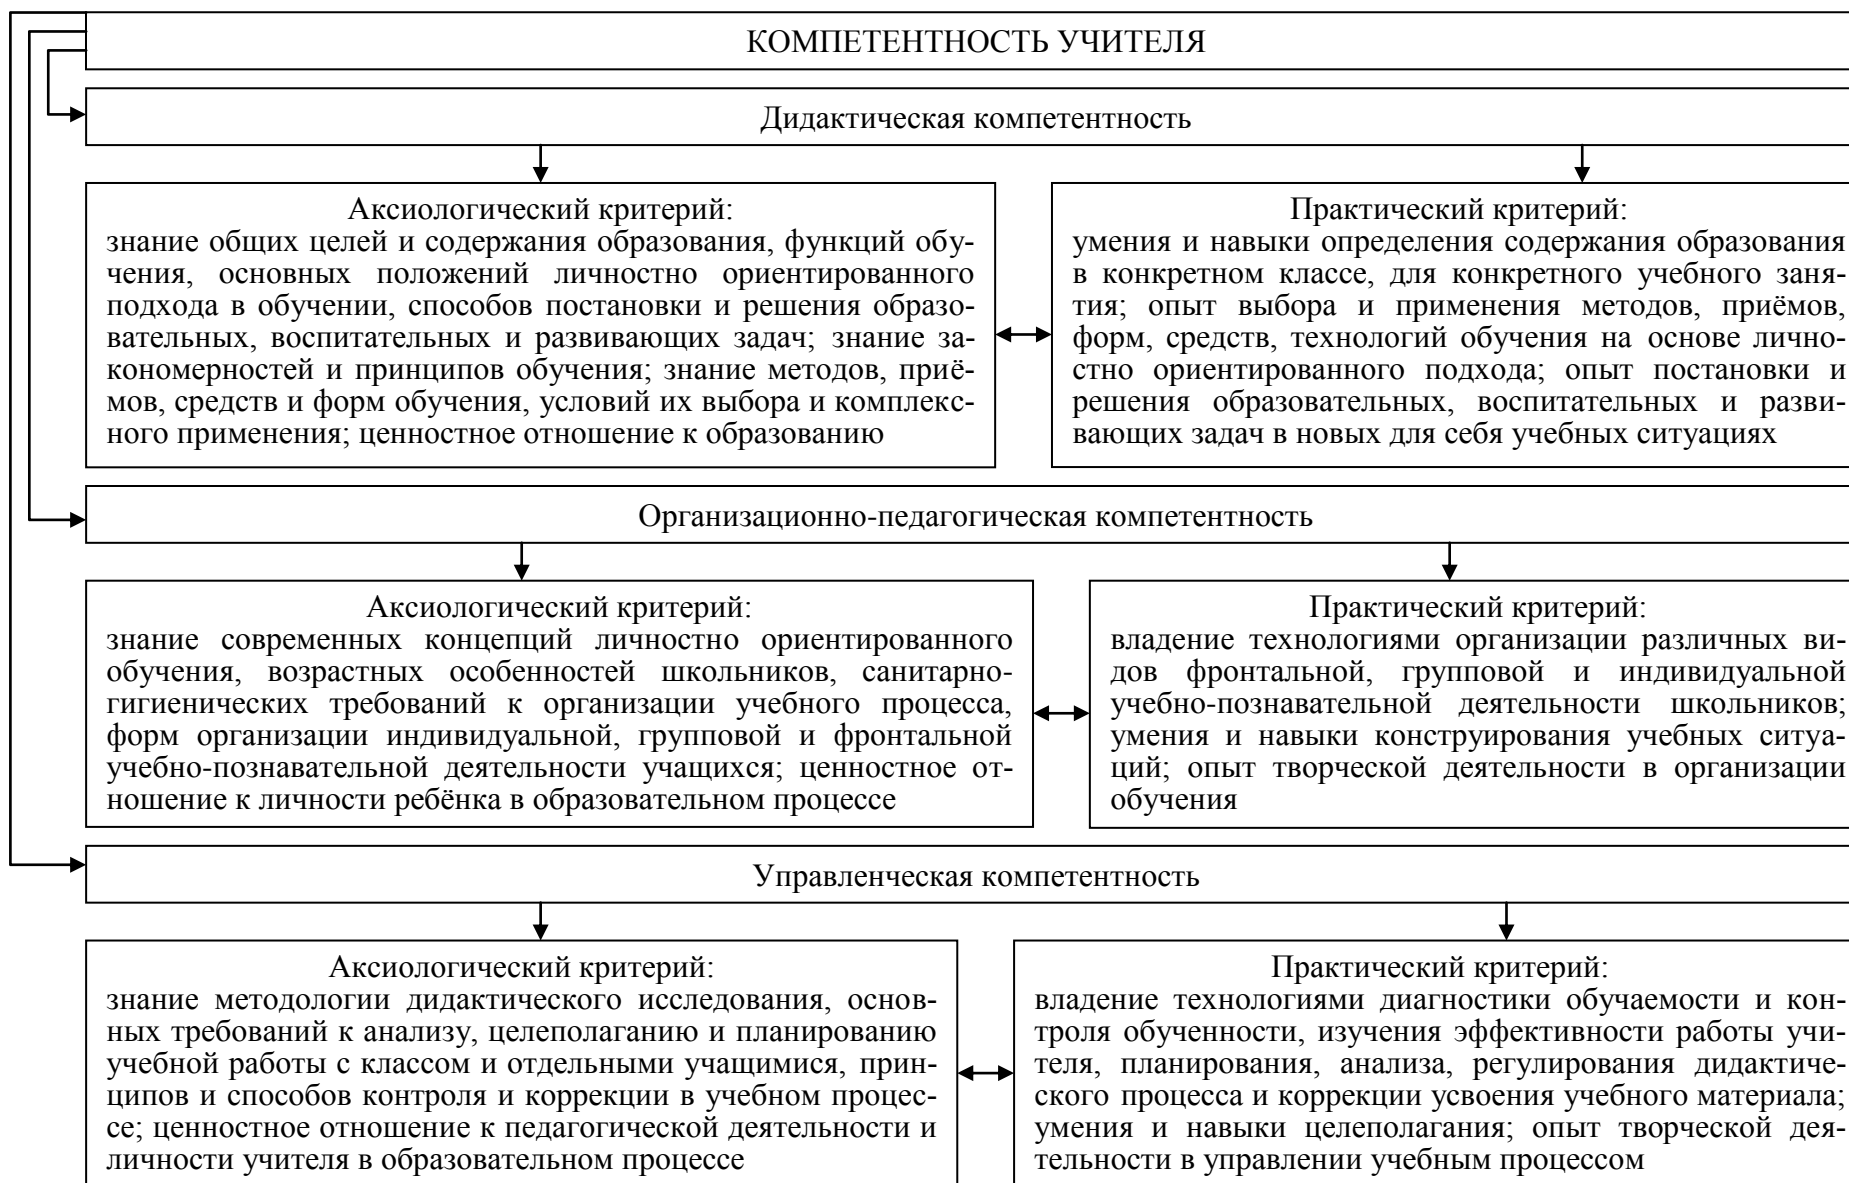 КОМПЕТЕНТНОСТЬ УЧИТЕЛЯ
Дидактическая компетентность
Аксиологический критерий:
знание общих целей и содержания образования, функций обу-
чения, основных положений личностно ориентированного
подхода в обучении, способов постановки и решения образо-
вательных, воспитательных и развивающих задач; знание за-
кономерностей и принципов обучения; знание методов, приё-
мов, средств и форм обучения, условий их выбора и комплекс-
ного применения; ценностное отношение к образованию
Практический критерий:
умения и навыки определения содержания образования
в конкретном классе, для конкретного учебного заня-
тия; опыт выбора и применения методов, приёмов,
форм, средств, технологий обучения на основе лично-
стно ориентированного подхода; опыт постановки и
решения образовательных, воспитательных и разви-
вающих задач в новых для себя учебных ситуациях
Организационно-педагогическая компетентность
Аксиологический критерий:
знание современных концепций личностно ориентированного
обучения, возрастных особенностей школьников, санитарно-
гигиенических требований к организации учебного процесса,
форм организации индивидуальной, групповой и фронтальной
учебно-познавательной деятельности учащихся; ценностное от-
ношение к личности ребёнка в образовательном процессе
Практический критерий:
владение технологиями организации различных ви-
дов фронтальной, групповой и индивидуальной
учебно-познавательной деятельности школьников;
умения и навыки конструирования учебных ситуа-
ций; опыт творческой деятельности в организации
обучения
Управленческая компетентность
Аксиологический критерий:
знание методологии дидактического исследования, основ-
ных требований к анализу, целеполаганию и планированию
учебной работы с классом и отдельными учащимися, прин-
ципов и способов контроля и коррекции в учебном процес-
се; ценностное отношение к педагогической деятельности и
личности учителя в образовательном процессе
Практический критерий:
владение технологиями диагностики обучаемости и кон-
троля обученности, изучения эффективности работы учи-
теля, планирования, анализа, регулирования дидактиче-
ского процесса и коррекции усвоения учебного материала;
умения и навыки целеполагания; опыт творческой дея-
тельности в управлении учебным процессом